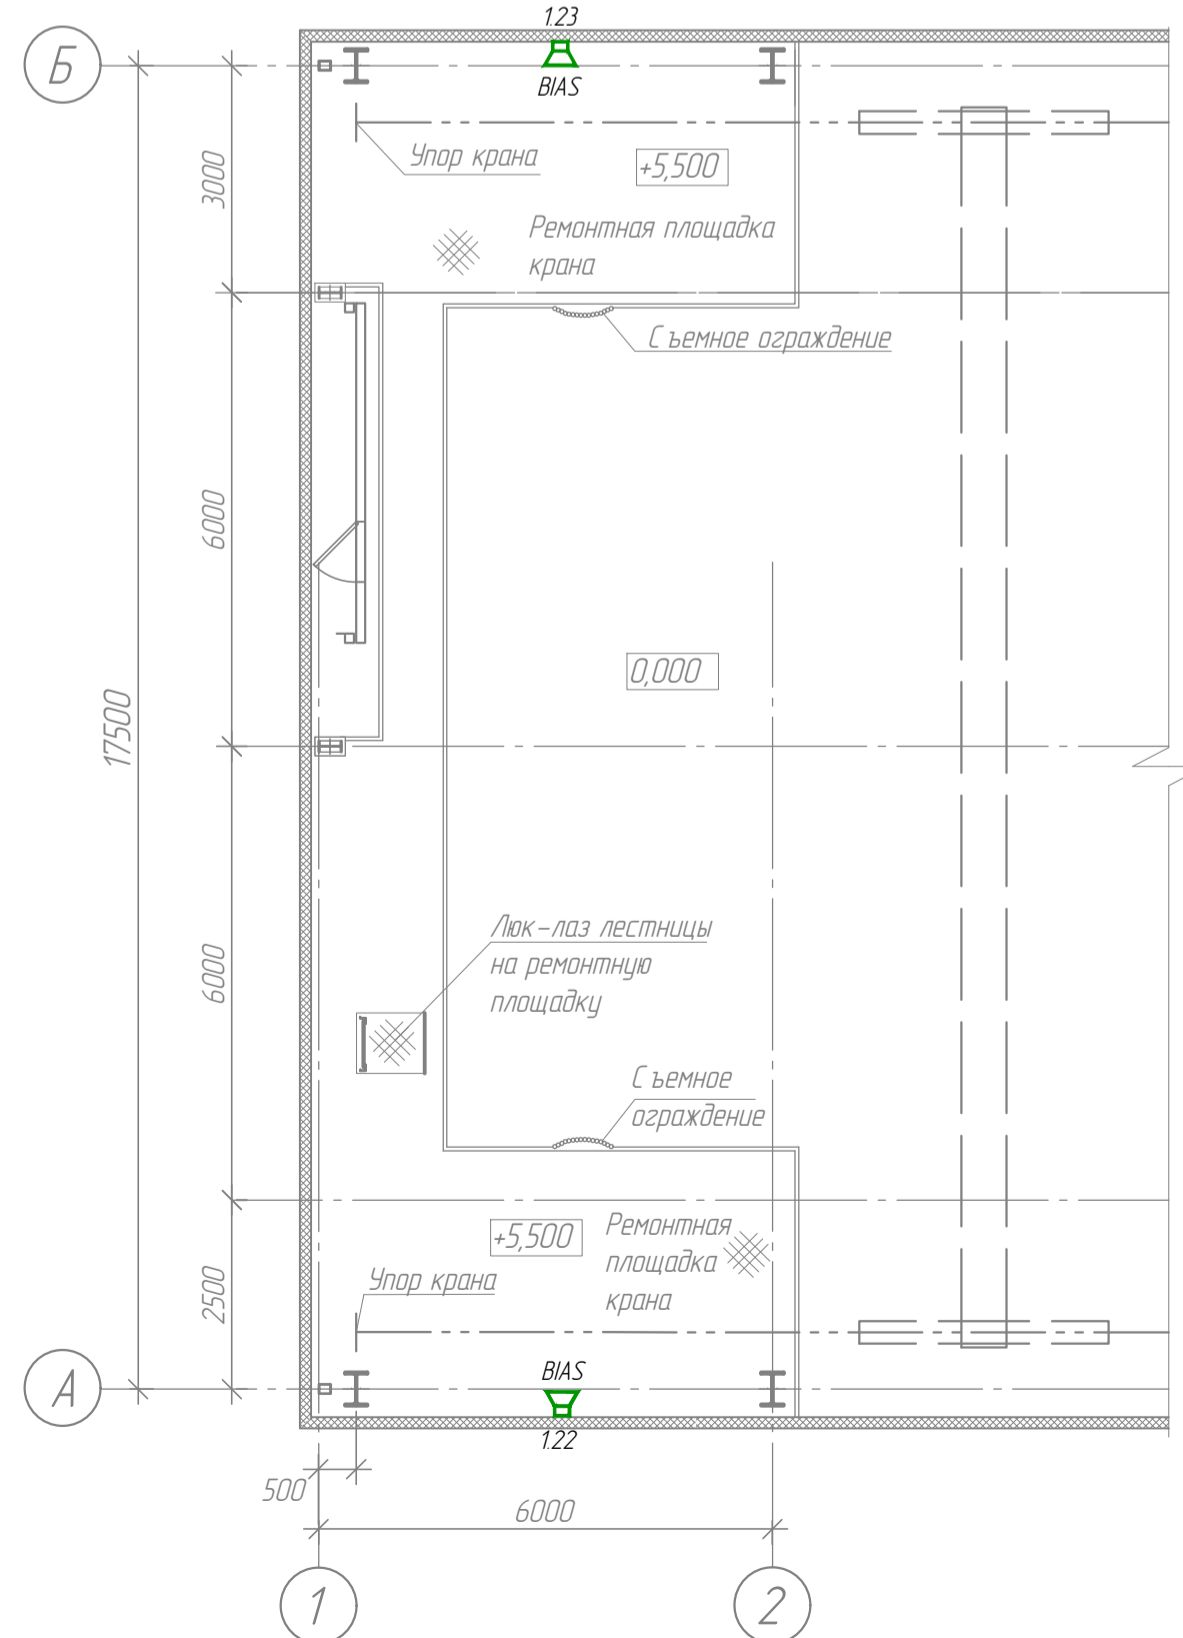 1.23
Б
BIAS
Упор крана
+5,500
3000
Ремонтная площадка
крана
Съемное ограждение
6000
0,000
17500
Люк-лаз лестницы
на ремонтную
площадку
6000
Съемное
ограждение
+5,500
Ремонтная
площадка
крана
Упор крана
2500
А
BIAS
1.22
500
6000
1
2